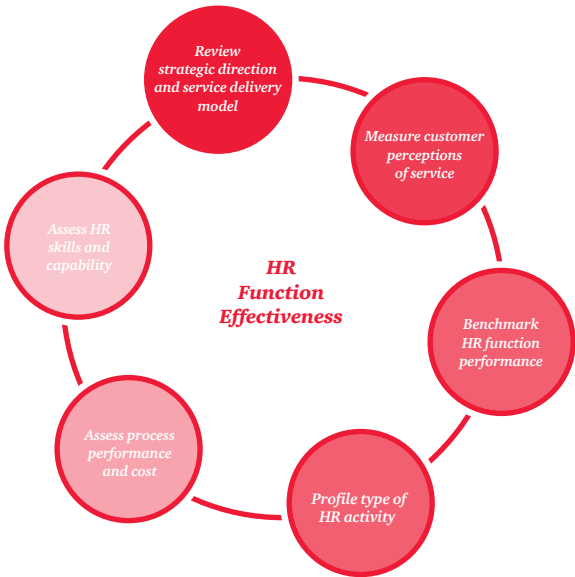 Review
strategic direction
and service delivery
model
Measure customer
perceptions
of service
Benchmark
HR function
performance
Profile type of
HR activity
Assess process
performance
and cost
Assess HR
skills and
capability
HR
Function
Effectiveness